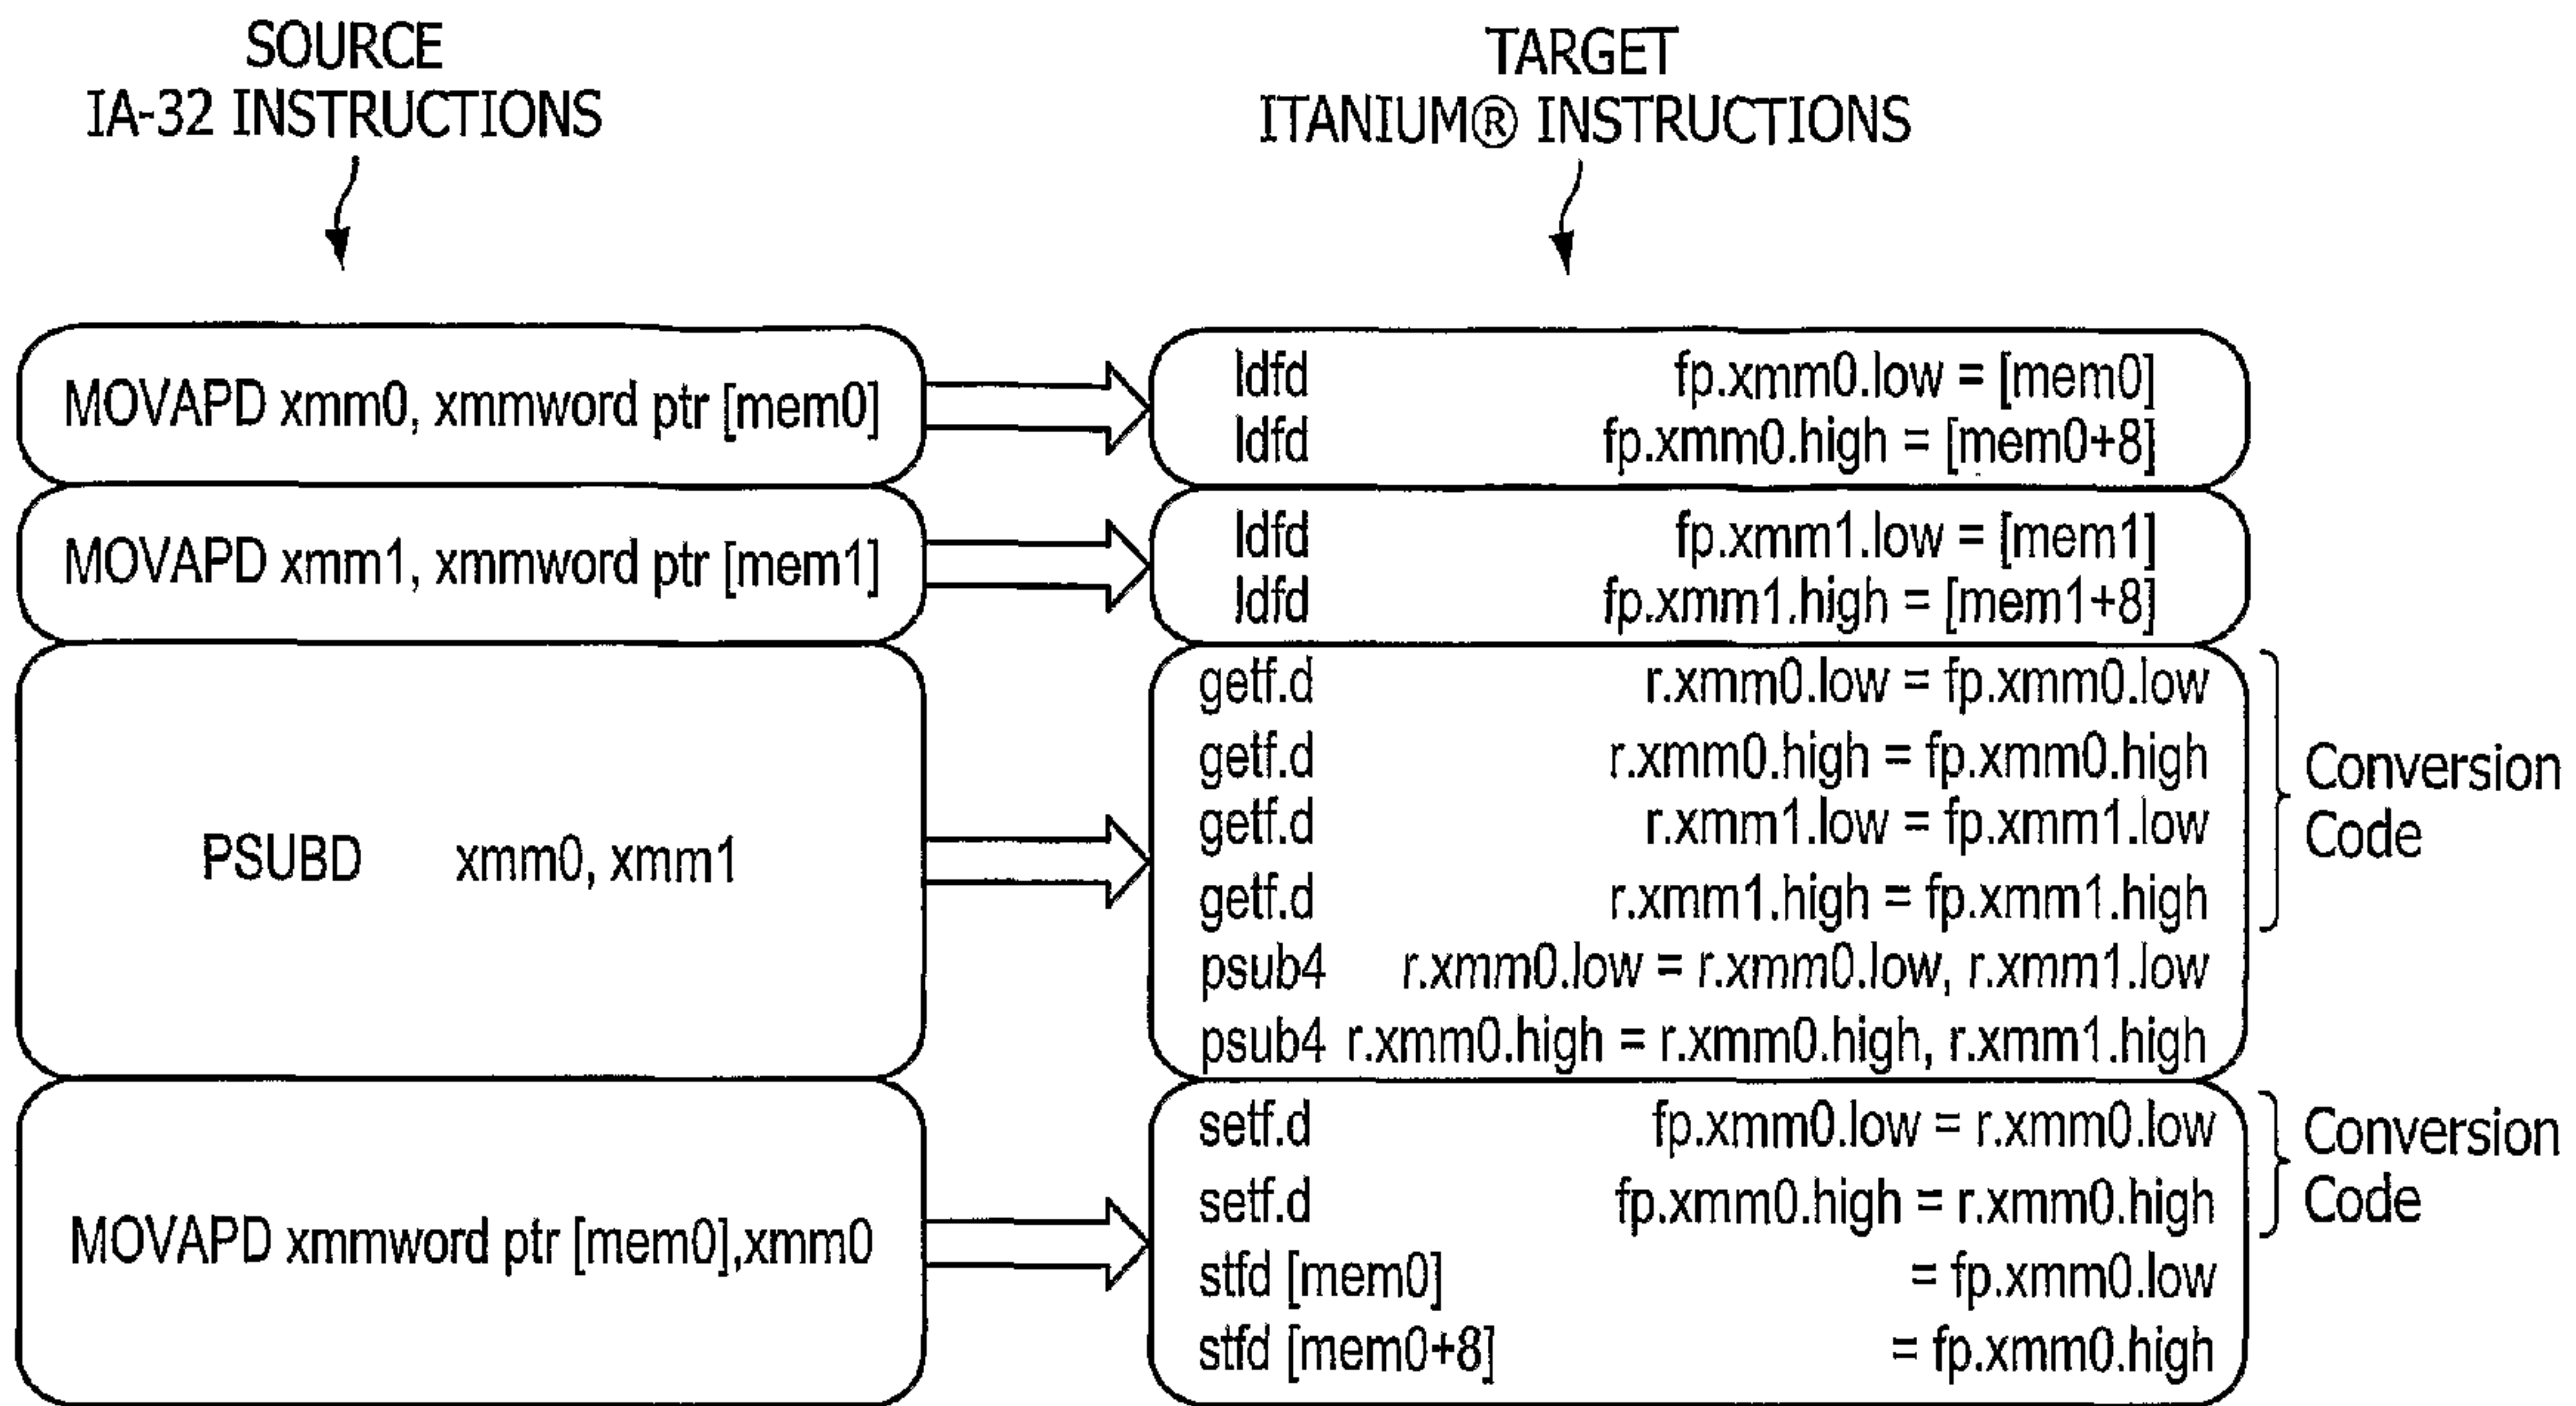 SOURCE
IA-32 INSTRUCTIONS
TARGET
ITANIUM® INSTRUCTIONS
MOVAPD xmm0, xmmword ptr [mem0]
ldfd fp.xmm0.low = [mem0]
ldfd fp.xmm0.high = [mem0+8]
MOVAPD xmm1, xmmword ptr [mem1]
ldfd fp.xmm1.low = [mem1]
ldfd fp.xmm1.high = [mem1+8]
PSUBD xmm0, xmm1
getf.d r.xmm0.low = fp.xmm0.low
getf.d r.xmm0.high = fp.xmm0.high
getf.d r.xmm1.low = fp.xmm1.low
getf.d r.xmm1.high = fp.xmm1.high
psub4 r.xmm0.low = r.xmm0.low, r.xmm1.low
psub4 r.xmm0.high = r.xmm0.high, r.xmm1.high
Conversion
Code
MOVAPD xmmword ptr [mem0],xmm0
setf.d fp.xmm0.low = r.xmm0.low
setf.d fp.xmm0.high = r.xmm0.high
stfd [mem0] = fp.xmm0.low
stfd [mem0+8] = fp.xmm0.high
Conversion
Code